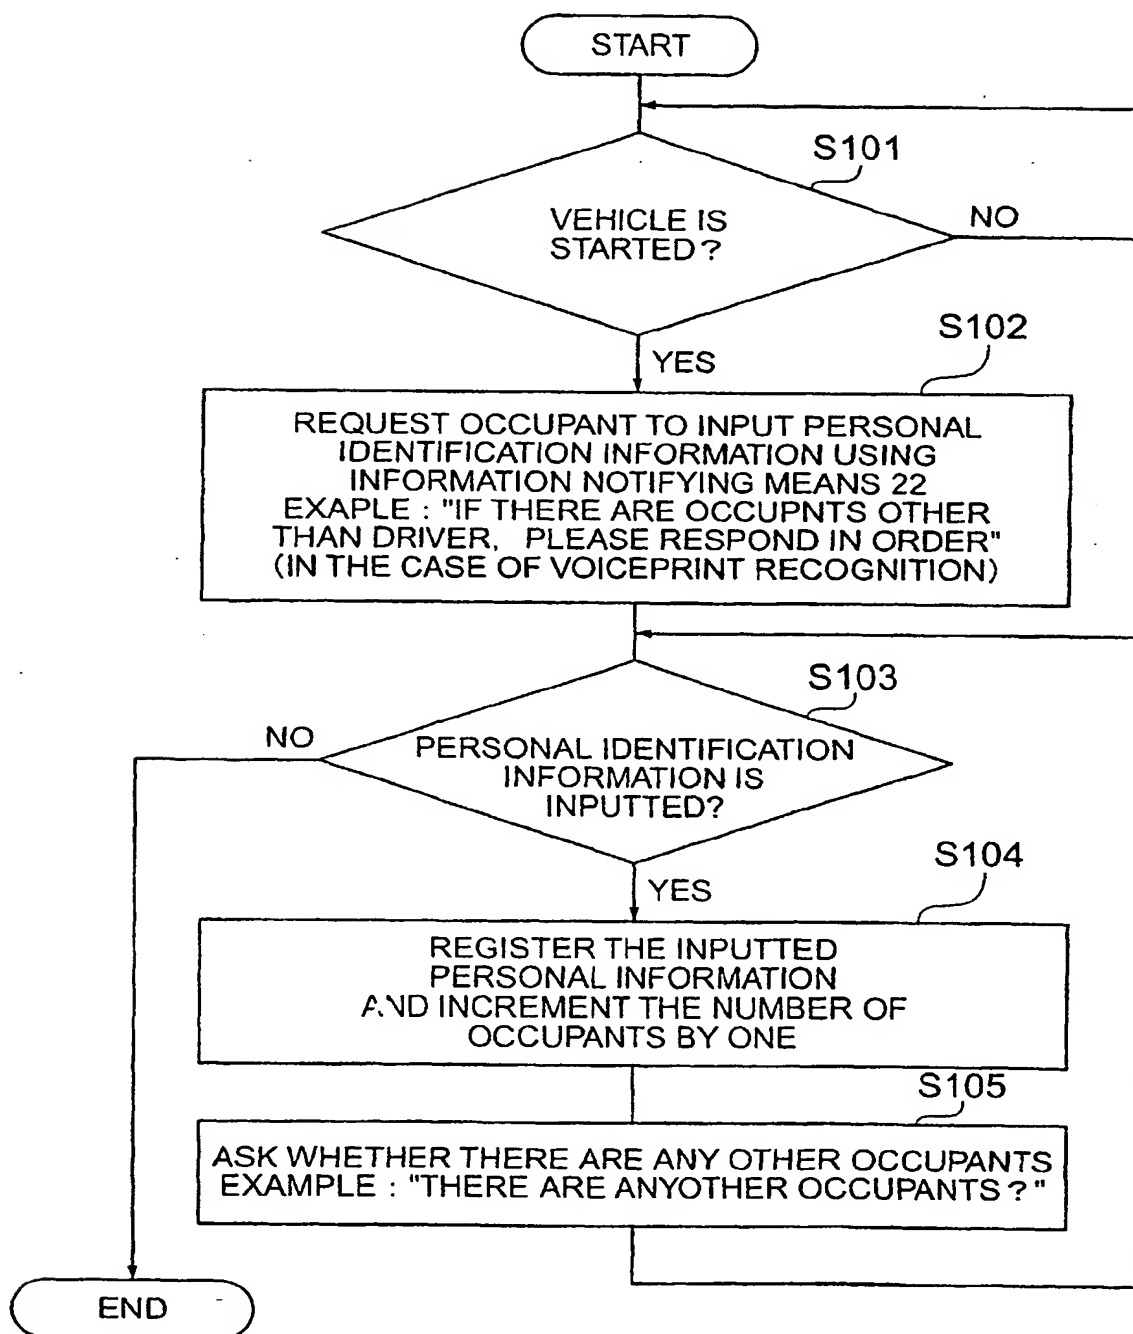 START
S101
VEHICLE IS
STARTED?
NO
YES
S102
REQUEST OCCUPANT TO INPUT PERSONAL
IDENTIFICATION INFORMATION USING
INFORMATION NOTIFYING MEANS 22
EXAPLE : "IF THERE ARE OCCUPNTS OTHER
THAN DRIVER, PLEASE RESPOND IN ORDER"
(IN THE CASE OF VOICEPRINT RECOGNITION)
S103
NO
PERSONAL IDENTIFICATION
INFORMATION IS
INPUTTED?
YES
S104
REGISTER THE INPUTTED
PERSONAL INFORMATION
AND INCREMENT THE NUMBER OF
OCCUPANTS BY ONE
S105
ASK WHETHER THERE ARE ANY OTHER OCCUPANTS
EXAMPLE : "THERE ARE ANYOTHER OCCUPANTS ?"
END